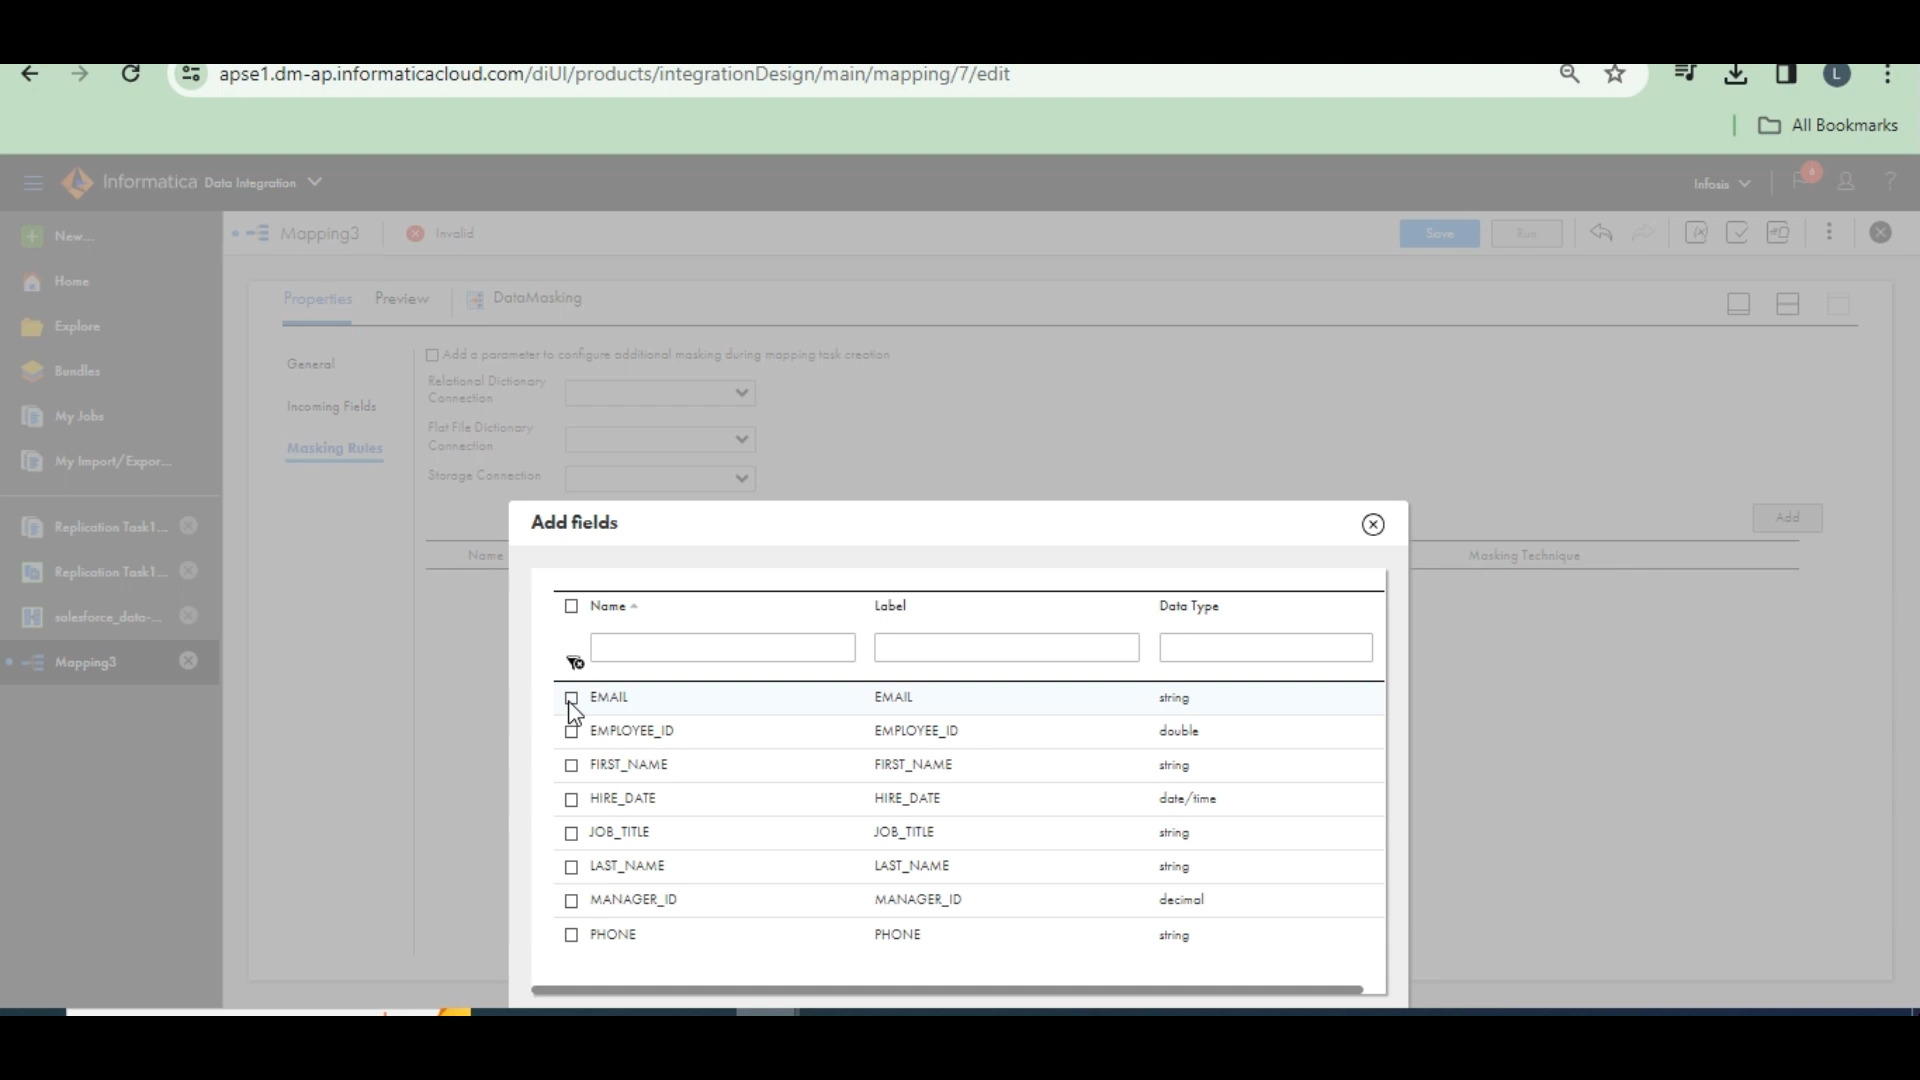 apse1.dm-ap.informaticacloud.com/diUI/products/integrationDesign/main/mapping/7/edit
L
All Bookmarks
Informatica Data Integration
Infosis
6
?
New...
Mapping3
Invalid
Save
Run
Home
Properties
Preview
DataMasking
Explore
General
Add a parameter to configure additional masking during mapping task creation
Bundles
Relational Dictionary
Connection
My Jobs
Incoming Fields
Flat File Dictionary
Connection
Masking Rules
My Import/Expor...
Storage Connection
Replication Task1...
Add fields
Add
Name
Masking Technique
Replication Task1...
salesforce_data-...
Name
Label
Data Type
Mapping3
EMAIL EMAIL string
EMPLOYEE_ID EMPLOYEE_ID double
FIRST_NAME FIRST_NAME string
HIRE_DATE HIRE_DATE date/time
JOB_TITLE JOB_TITLE string
LAST_NAME LAST_NAME string
MANAGER_ID MANAGER_ID decimal
PHONE PHONE string